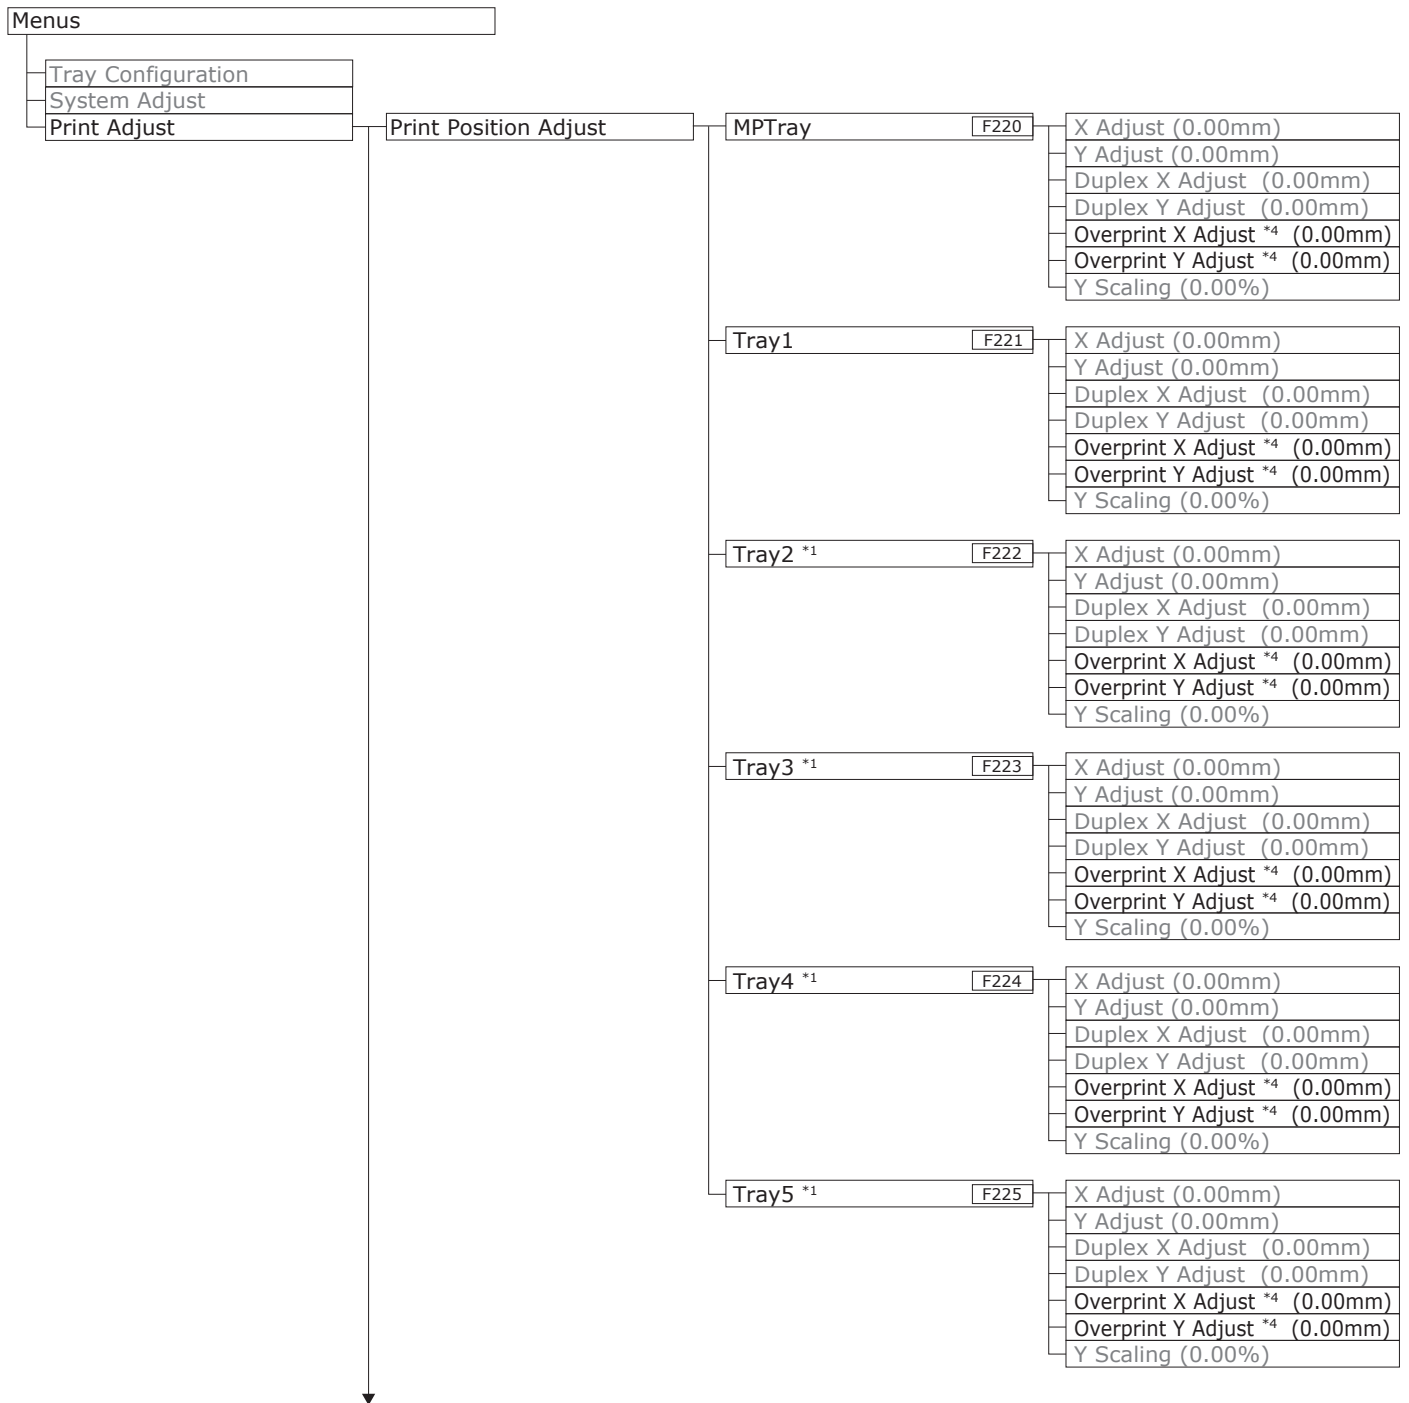 Menus
Tray Configuration
System Adjust
Print Adjust
Print Position Adjust
MPTray F220
X Adjust (0.00mm)
Y Adjust (0.00mm)
Duplex X Adjust (0.00mm)
Duplex Y Adjust (0.00mm)
Overprint X Adjust *4 (0.00mm)
Overprint Y Adjust *4 (0.00mm)
Y Scaling (0.00%)
Tray1 F221
X Adjust (0.00mm)
Y Adjust (0.00mm)
Duplex X Adjust (0.00mm)
Duplex Y Adjust (0.00mm)
Overprint X Adjust *4 (0.00mm)
Overprint Y Adjust *4 (0.00mm)
Y Scaling (0.00%)
Tray2 *1 F222
X Adjust (0.00mm)
Y Adjust (0.00mm)
Duplex X Adjust (0.00mm)
Duplex Y Adjust (0.00mm)
Overprint X Adjust *4 (0.00mm)
Overprint Y Adjust *4 (0.00mm)
Y Scaling (0.00%)
Tray3 *1 F223
X Adjust (0.00mm)
Y Adjust (0.00mm)
Duplex X Adjust (0.00mm)
Duplex Y Adjust (0.00mm)
Overprint X Adjust *4 (0.00mm)
Overprint Y Adjust *4 (0.00mm)
Y Scaling (0.00%)
Tray4 *1 F224
X Adjust (0.00mm)
Y Adjust (0.00mm)
Duplex X Adjust (0.00mm)
Duplex Y Adjust (0.00mm)
Overprint X Adjust *4 (0.00mm)
Overprint Y Adjust *4 (0.00mm)
Y Scaling (0.00%)
Tray5 *1 F225
X Adjust (0.00mm)
Y Adjust (0.00mm)
Duplex X Adjust (0.00mm)
Duplex Y Adjust (0.00mm)
Overprint X Adjust *4 (0.00mm)
Overprint Y Adjust *4 (0.00mm)
Y Scaling (0.00%)